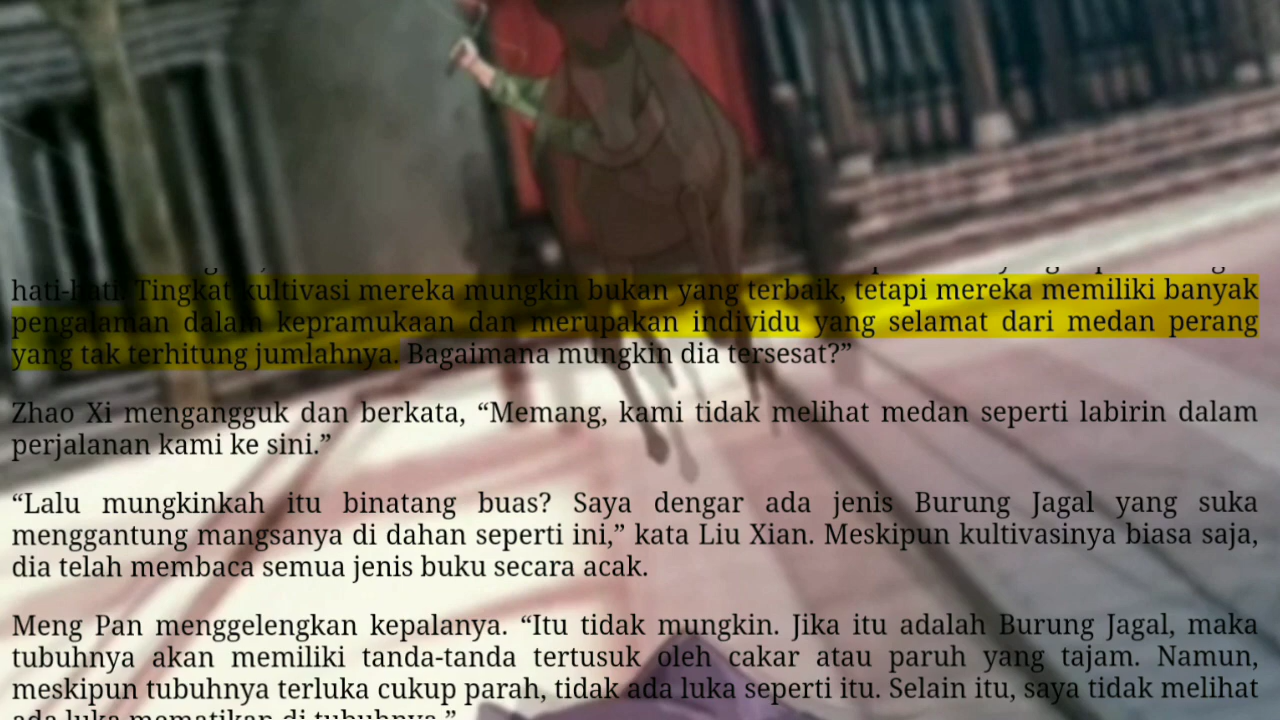 hati-hati. Tingkat kultivasi mereka mungkin bukan yang terbaik, tetapi mereka memiliki banyak
pengalaman dalam kepramukaan dan merupakan individu yang selamat dari medan perang
yang tak terhitung jumlahnya. Bagaimana mungkin dia tersesat?”
Zhao Xi mengangguk dan berkata, “Memang, kami tidak melihat medan seperti labirin dalam
perjalanan kami ke sini.”
“Lalu mungkinkah itu binatang buas? Saya dengar ada jenis Burung Jagal yang suka
menggantung mangsanya di dahan seperti ini,” kata Liu Xian. Meskipun kultivasinya biasa saja,
dia telah membaca semua jenis buku secara acak.
Meng Pan menggelengkan kepalanya. “Itu tidak mungkin. Jika itu adalah Burung Jagal, maka
tubuhnya akan memiliki tanda-tanda tertusuk oleh cakar atau paruh yang tajam. Namun,
meskipun tubuhnya terluka cukup parah, tidak ada luka seperti itu. Selain itu, saya tidak melihat
ada luka mematikan di tubuhnya.”